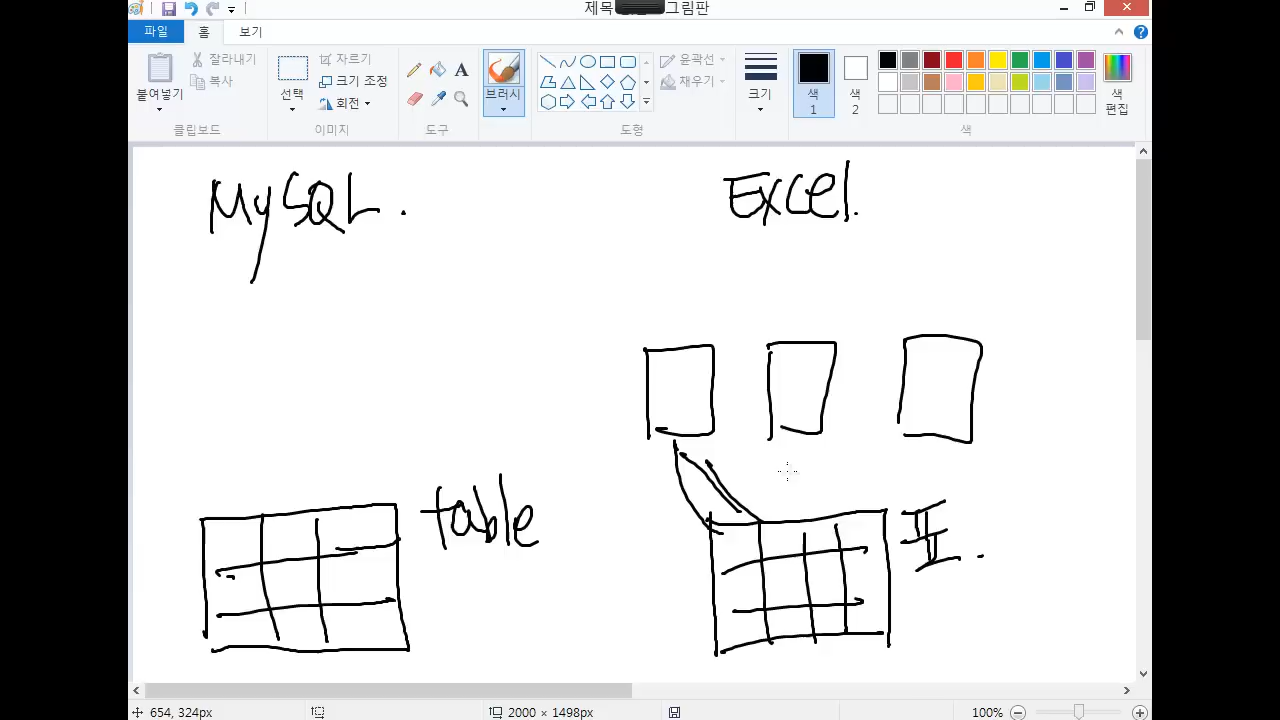 제목
그림판
파일
홈
보기
붙여넣기
잘라내기
복사
클립보드
선택
자르기
크기 조정
회전
이미지
A
도구
브러시
윤곽선
채우기
도형
크기
색
1
색
2
색
편집
색
MySQL.
Excel.
table
표.
654, 324px
2000 × 1498px
100%